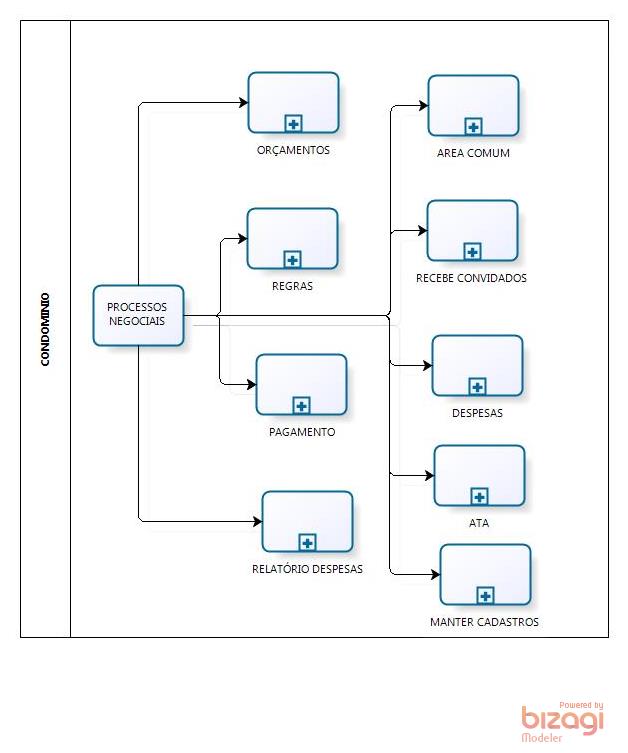 CONDOMINIO
PROCESSOS
NEGOCIAIS
ORÇAMENTOS
REGRAS
PAGAMENTO
RELATÓRIO DESPESAS
AREA COMUM
RECEBE CONVIDADOS
DESPESAS
ATA
MANTER CADASTROS
Powered by
bizagi
Modeler